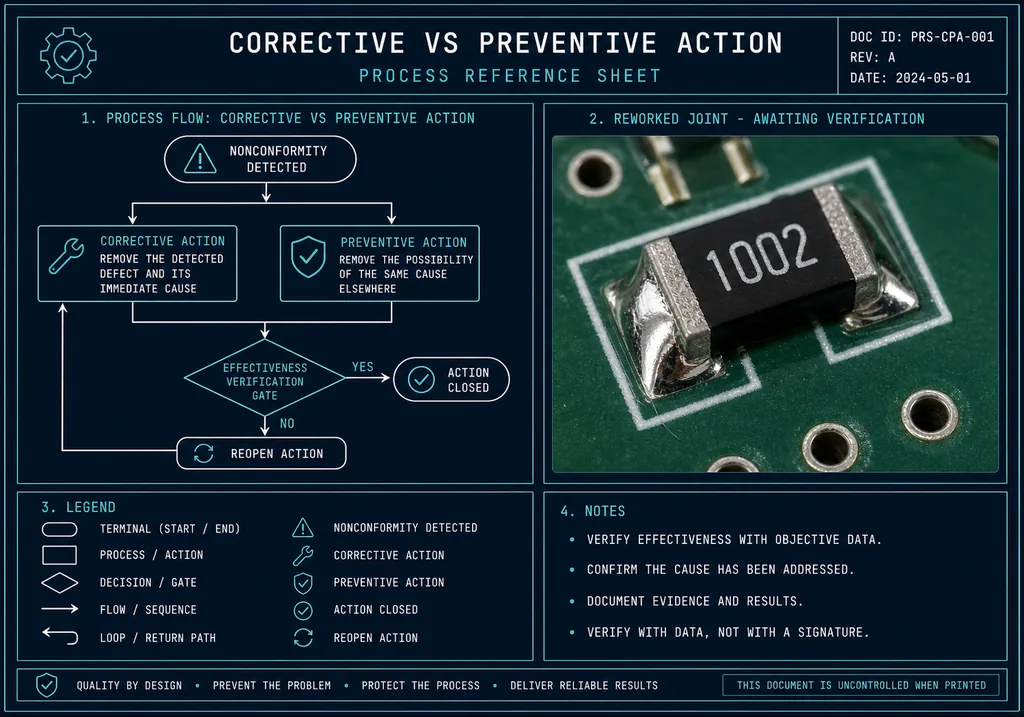 CORRECTIVE VS PREVENTIVE ACTION
PROCESS REFERENCE SHEET
DOC ID: PRS-CPA-001
REV: A
DATE: 2024-05-01
1. PROCESS FLOW: CORRECTIVE VS PREVENTIVE ACTION
NONCONFORMITY
DETECTED
CORRECTIVE ACTION
REMOVE THE DETECTED
DEFECT AND ITS
IMMEDIATE CAUSE
PREVENTIVE ACTION
REMOVE THE POSSIBILITY
OF THE SAME CAUSE
ELSEWHERE
EFFECTIVENESS
VERIFICATION
GATE
YES
ACTION
CLOSED
NO
REOPEN ACTION
2. REWORKED JOINT - AWAITING VERIFICATION
1002
3. LEGEND
TERMINAL (START / END)
PROCESS / ACTION
DECISION / GATE
FLOW / SEQUENCE
LOOP / RETURN PATH
NONCONFORMITY DETECTED
CORRECTIVE ACTION
PREVENTIVE ACTION
ACTION CLOSED
REOPEN ACTION
4. NOTES
• VERIFY EFFECTIVENESS WITH OBJECTIVE DATA.
• CONFIRM THE CAUSE HAS BEEN ADDRESSED.
• DOCUMENT EVIDENCE AND RESULTS.
• VERIFY WITH DATA, NOT WITH A SIGNATURE.
QUALITY BY DESIGN • PREVENT THE PROBLEM • PROTECT THE PROCESS • DELIVER RELIABLE RESULTS
THIS DOCUMENT IS UNCONTROLLED WHEN PRINTED